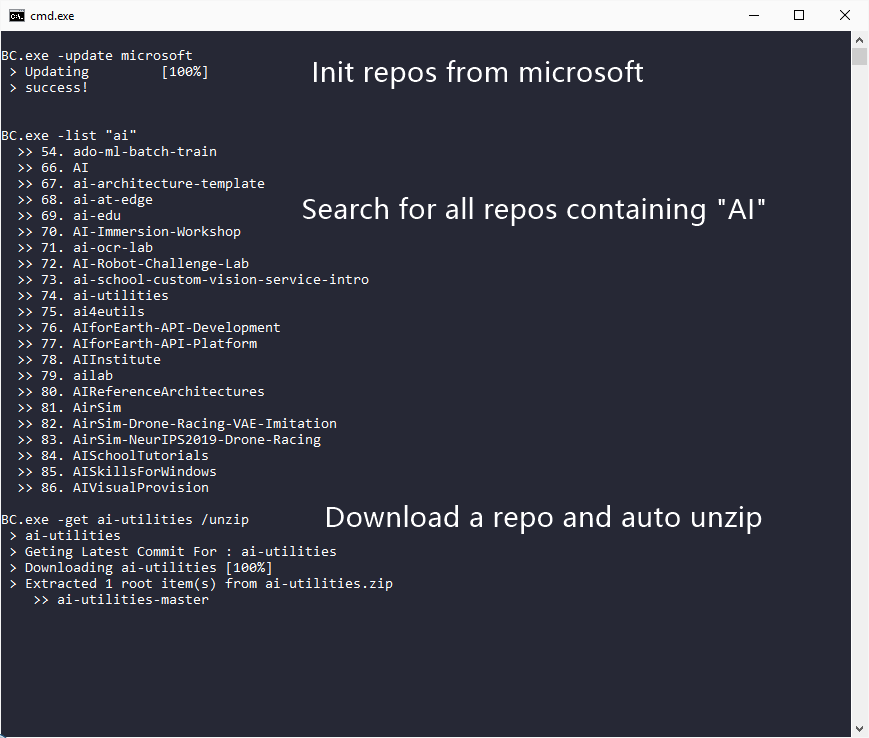 cmd.exe
BC.exe -update microsoft
> Updating         [100%]
> success!
Init repos from microsoft
BC.exe -list "ai"
>> 54. ado-ml-batch-train
>> 66. AI
>> 67. ai-architecture-template
>> 68. ai-at-edge
>> 69. ai-edu
Search for all repos containing "AI"
>> 70. AI-Immersion-Workshop
>> 71. ai-ocr-lab
>> 72. AI-Robot-Challenge-Lab
>> 73. ai-school-custom-vision-service-intro
>> 74. ai-utilities
>> 75. ai4eutils
>> 76. AIforEarth-API-Development
>> 77. AIforEarth-API-Platform
>> 78. AIInstitute
>> 79. ailab
>> 80. AIReferenceArchitectures
>> 81. AirSim
>> 82. AirSim-Drone-Racing-VAE-Imitation
>> 83. AirSim-NeurIPS2019-Drone-Racing
>> 84. AISchoolTutorials
>> 85. AISkillsForWindows
>> 86. AIVisualProvision
BC.exe -get ai-utilities /unzip
Download a repo and auto unzip
> ai-utilities
> Geting Latest Commit For : ai-utilities
> Downloading ai-utilities [100%]
> Extracted 1 root item(s) from ai-utilities.zip
>> ai-utilities-master